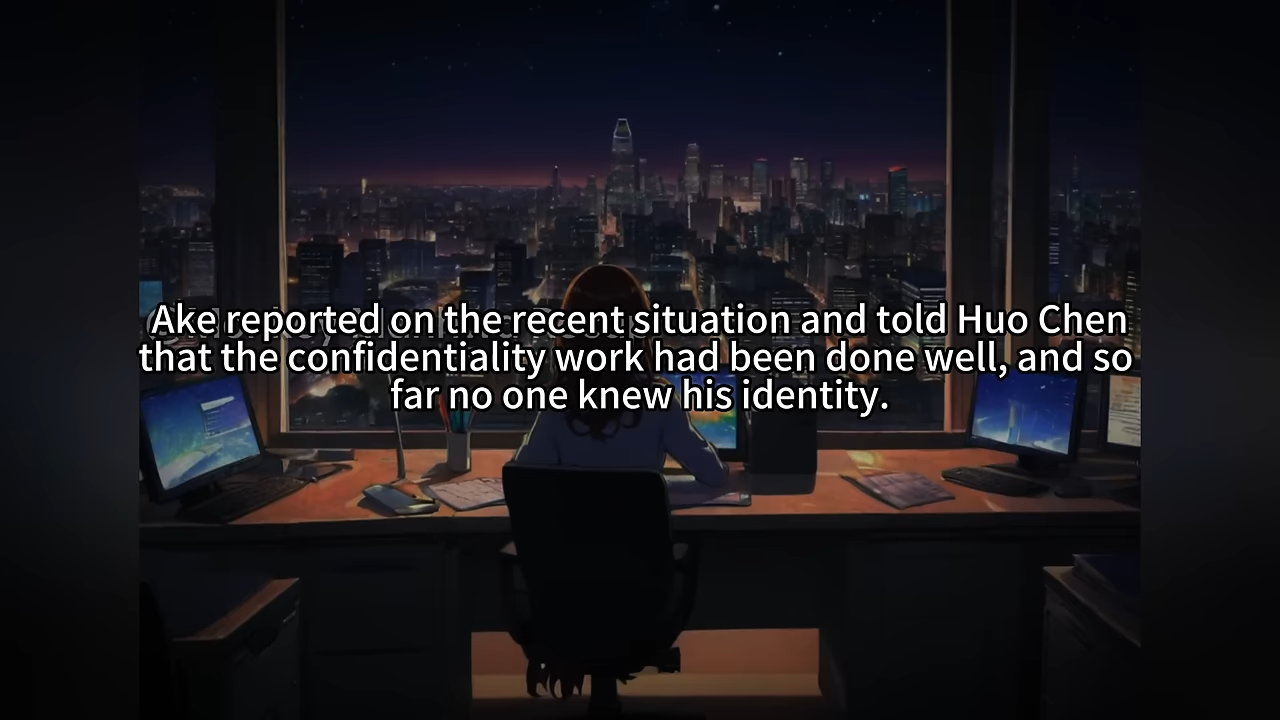 Ake reported on the recent situation and told Huo Chen
that the confidentiality work had been done well, and so
far no one knew his identity.